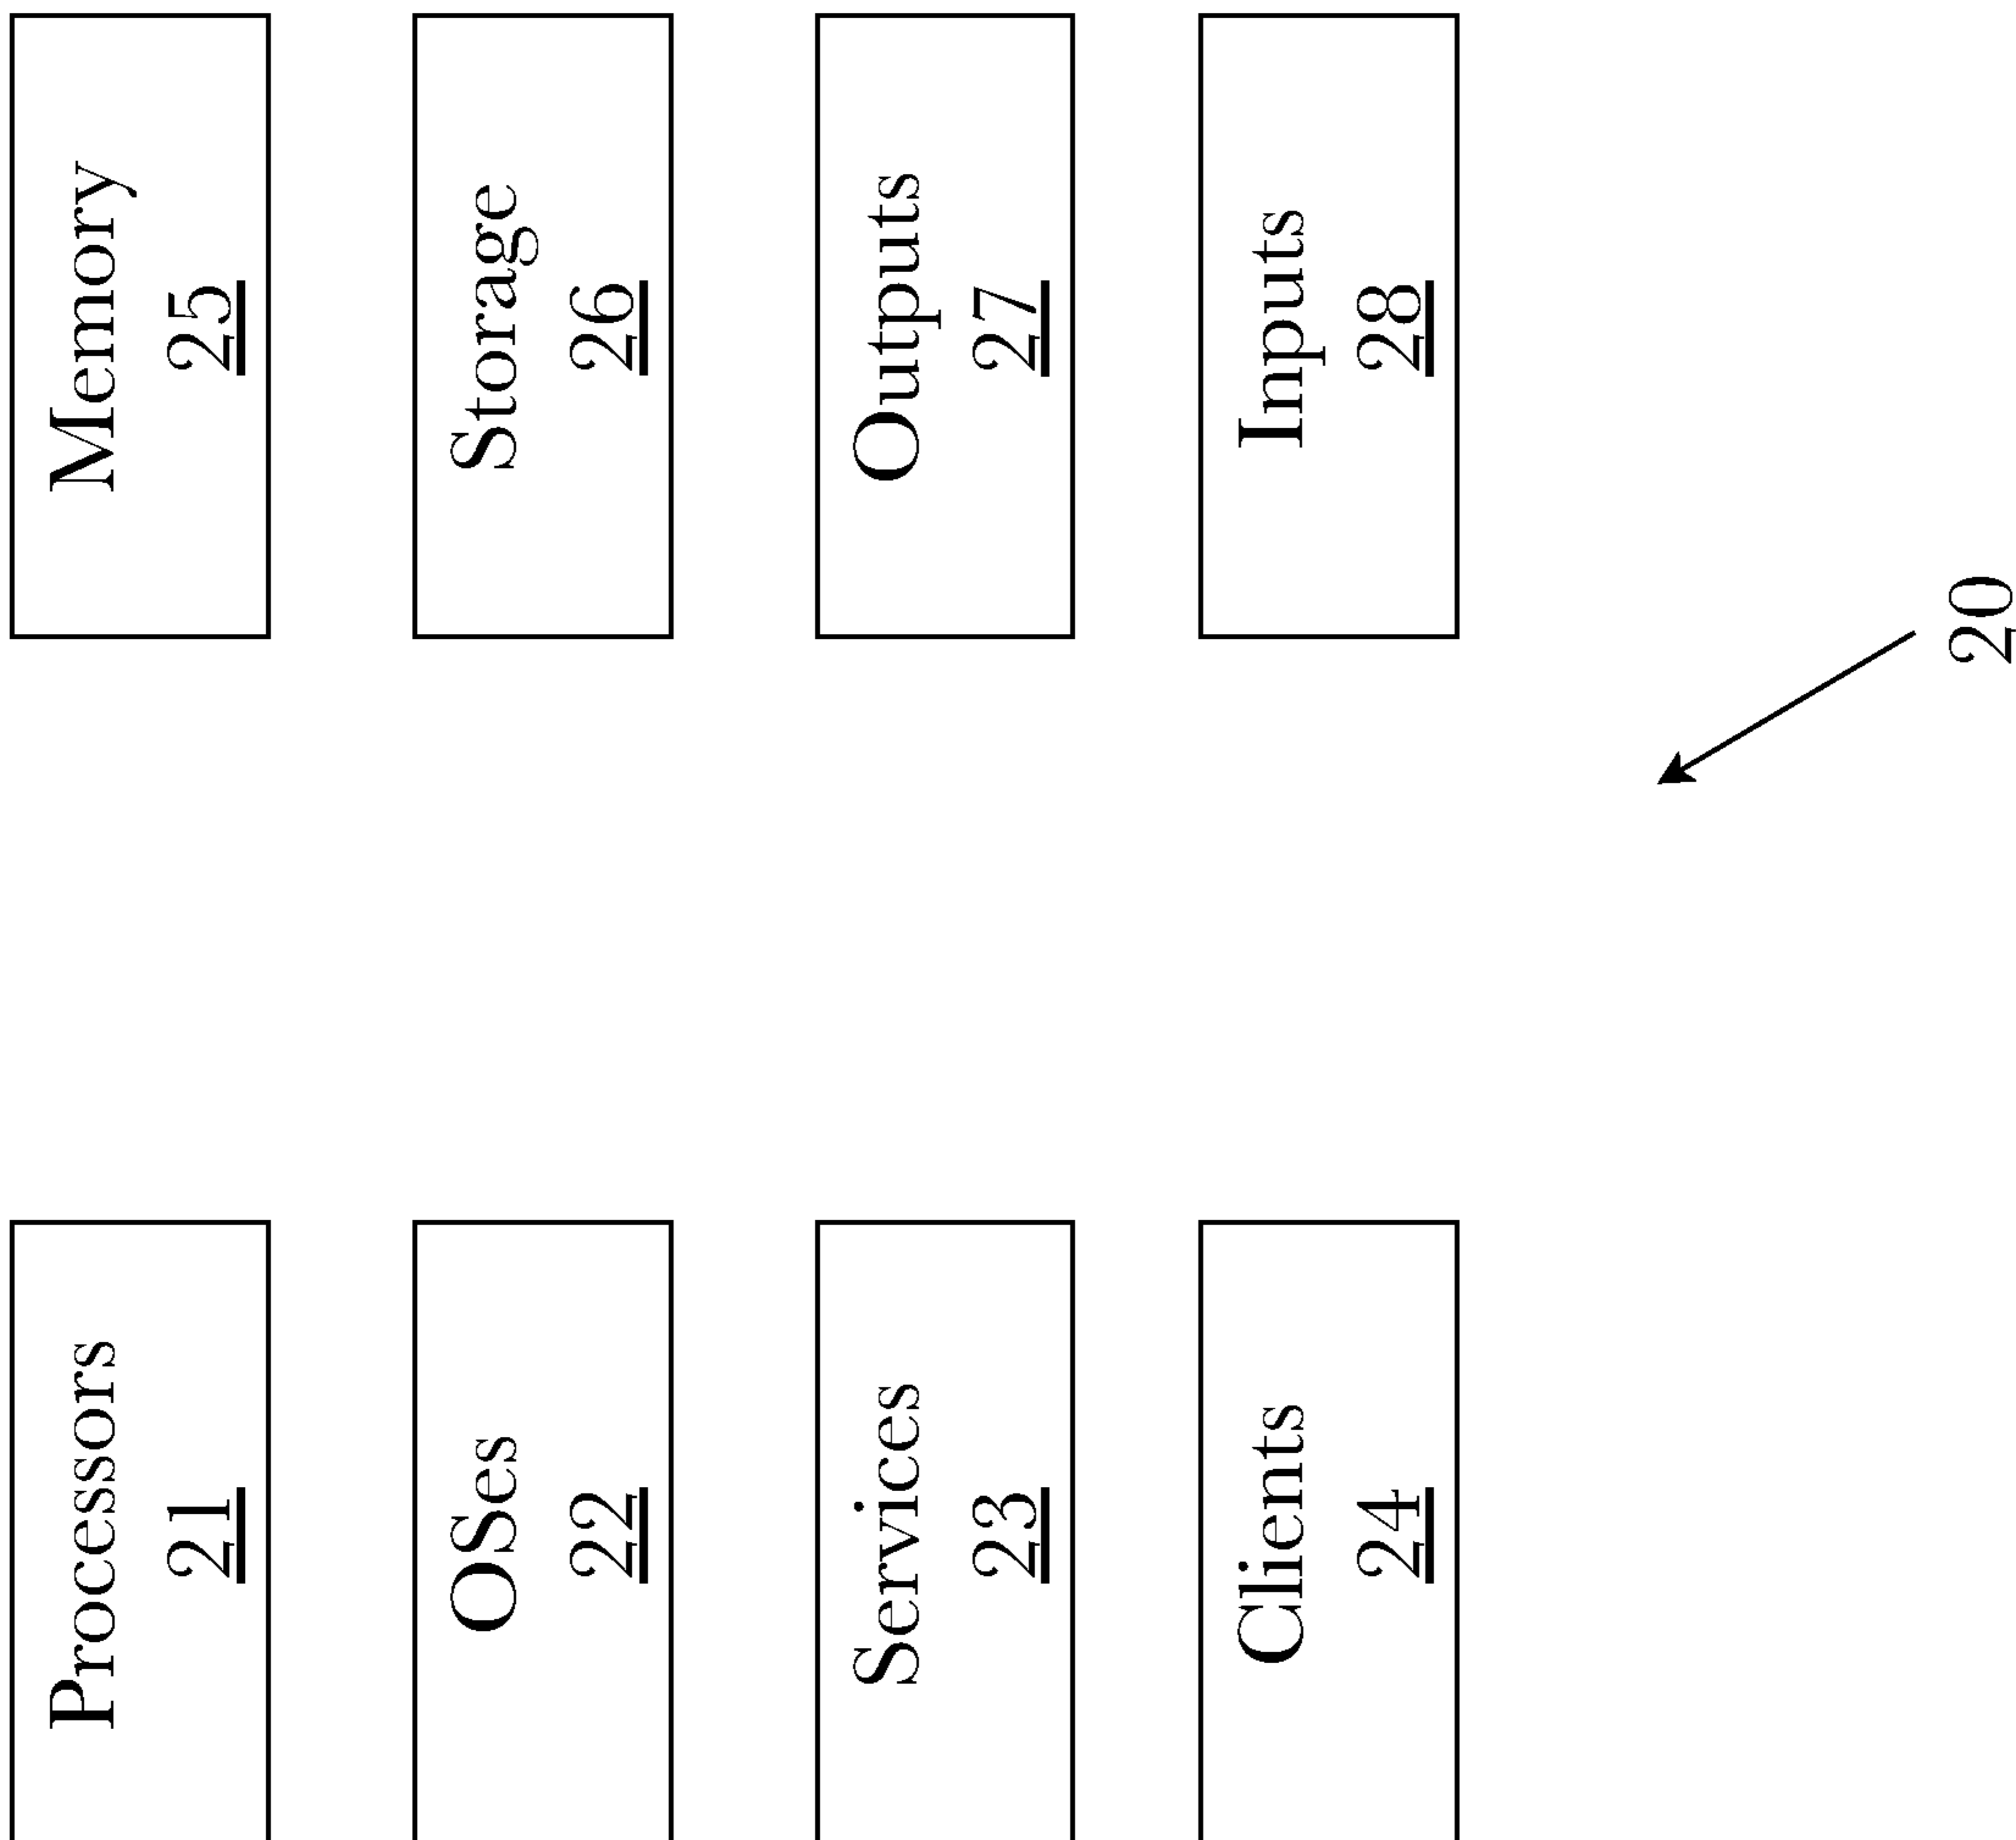 Processors
21
Memory
25
OSes
22
Storage
26
Services
23
Outputs
27
Clients
24
Inputs
28
20